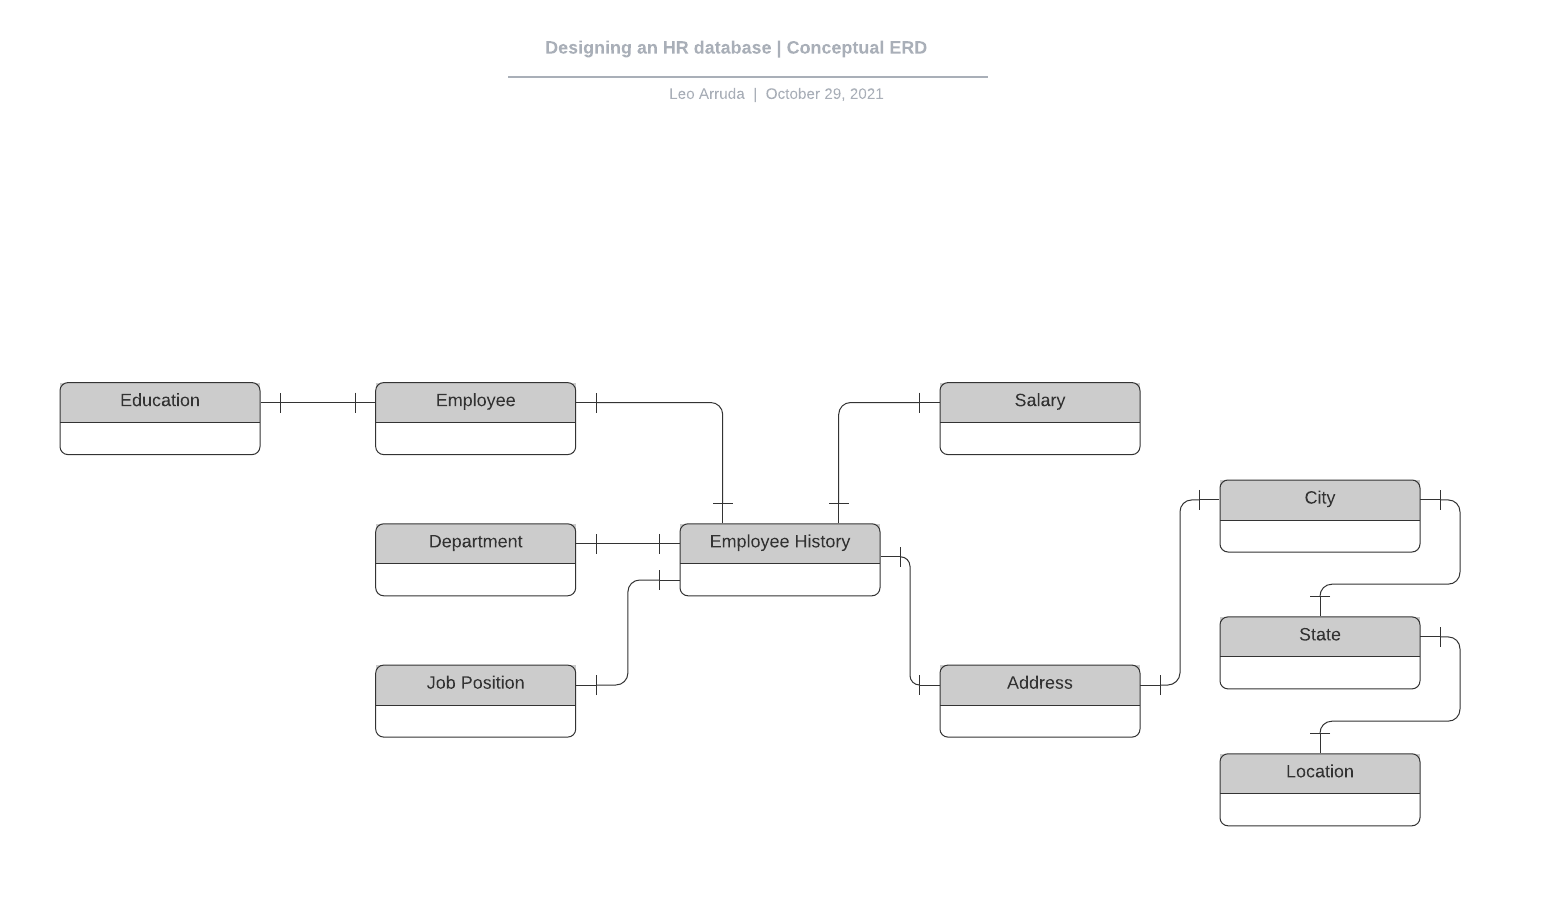 Designing an HR database | Conceptual ERD
Leo Arruda | October 29, 2021
Education
Employee
Salary
City
Department
Employee History
State
Job Position
Address
Location